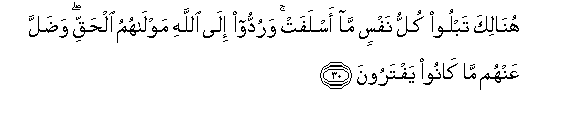 هُنَالِكَ تَبْلُوا۟ كُلُّ نَفْسٍ مَّآ أَسْلَفَتْ ۚ وَرُدُّوٓا۟ إِلَى ٱللَّهِ مَوْلَىٰهُمُ ٱلْحَقِّ ۖ وَضَلَّ
عَنْهُم مَّا كَانُوا۟ يَفْتَرُونَ ﴿٣٠﴾